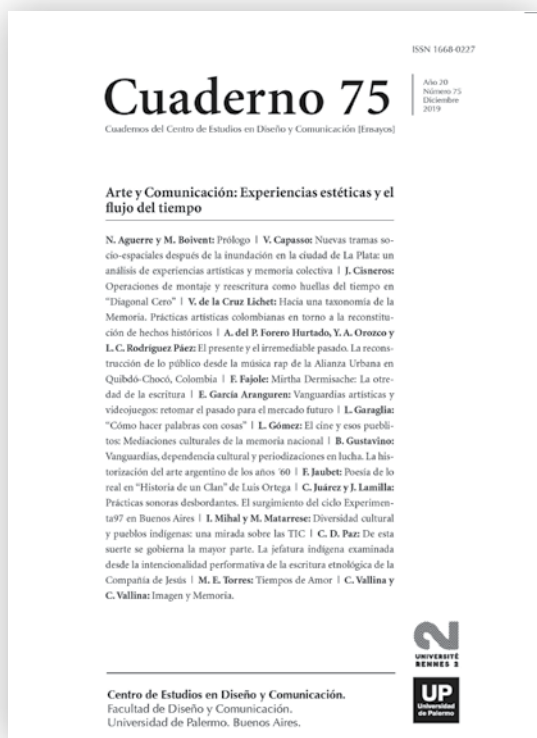 ISSN 1668-0227
Cuaderno 75
Año 20
Número 75
Diciembre
2019
Cuadernos del Centro de Estudios en Diseño y Comunicación [Ensayos]
Arte y Comunicación: Experiencias estéticas y el
flujo del tiempo
N. Aguerre y M. Boivent: Prólogo | V. Capasso: Nuevas tramas so-
cio-espaciales después de la inundación en la ciudad de La Plata: un
análisis de experiencias artísticas y memoria colectiva | J. Cisneros:
Operaciones de montaje y reescritura como huellas del tiempo en
"Diagonal Cero" | V. de la Cruz Lichet: Hacia una taxonomía de la
Memoria. Prácticas artísticas colombianas en torno a la reconstitu-
ción de hechos históricos | A. del P. Forero Hurtado, Y. A. Orozco y
L. C. Rodríguez Páez: El presente y el irremediable pasado. La recons-
trucción de lo público desde la música rap de la Alianza Urbana en
Quibdó-Chocó, Colombia | F. Fajole: Mirtha Dermisache: La otre-
dad de la escritura | E. García Aranguren: Vanguardias artísticas y
videojuegos: retomar el pasado para el mercado futuro | L. Garaglia:
"Cómo hacer palabras con cosas" | L. Gómez: El cine y esos puebli-
tos: Mediaciones culturales de la memoria nacional | B. Gustavino:
Vanguardias, dependencia cultural y periodizaciones en lucha. La his-
torización del arte argentino de los años ´60 | F. Jaubet: Poesía de lo
real en "Historia de un Clan" de Luis Ortega | C. Juárez y J. Lamilla:
Prácticas sonoras desbordantes. El surgimiento del ciclo Experimen-
ta97 en Buenos Aires | I. Mihal y M. Matarrese: Diversidad cultural
y pueblos indígenas: una mirada sobre las TIC | C. D. Paz: De esta
suerte se gobierna la mayor parte. La jefatura indígena examinada
desde la intencionalidad performativa de la escritura etnológica de la
Compañía de Jesús | M. E. Torres: Tiempos de Amor | C. Vallina y
C. Vallina: Imagen y Memoria.
UNIVERSITÉ
RENNES 2
UP
Universidad
de Palermo
Centro de Estudios en Diseño y Comunicación.
Facultad de Diseño y Comunicación.
Universidad de Palermo. Buenos Aires.